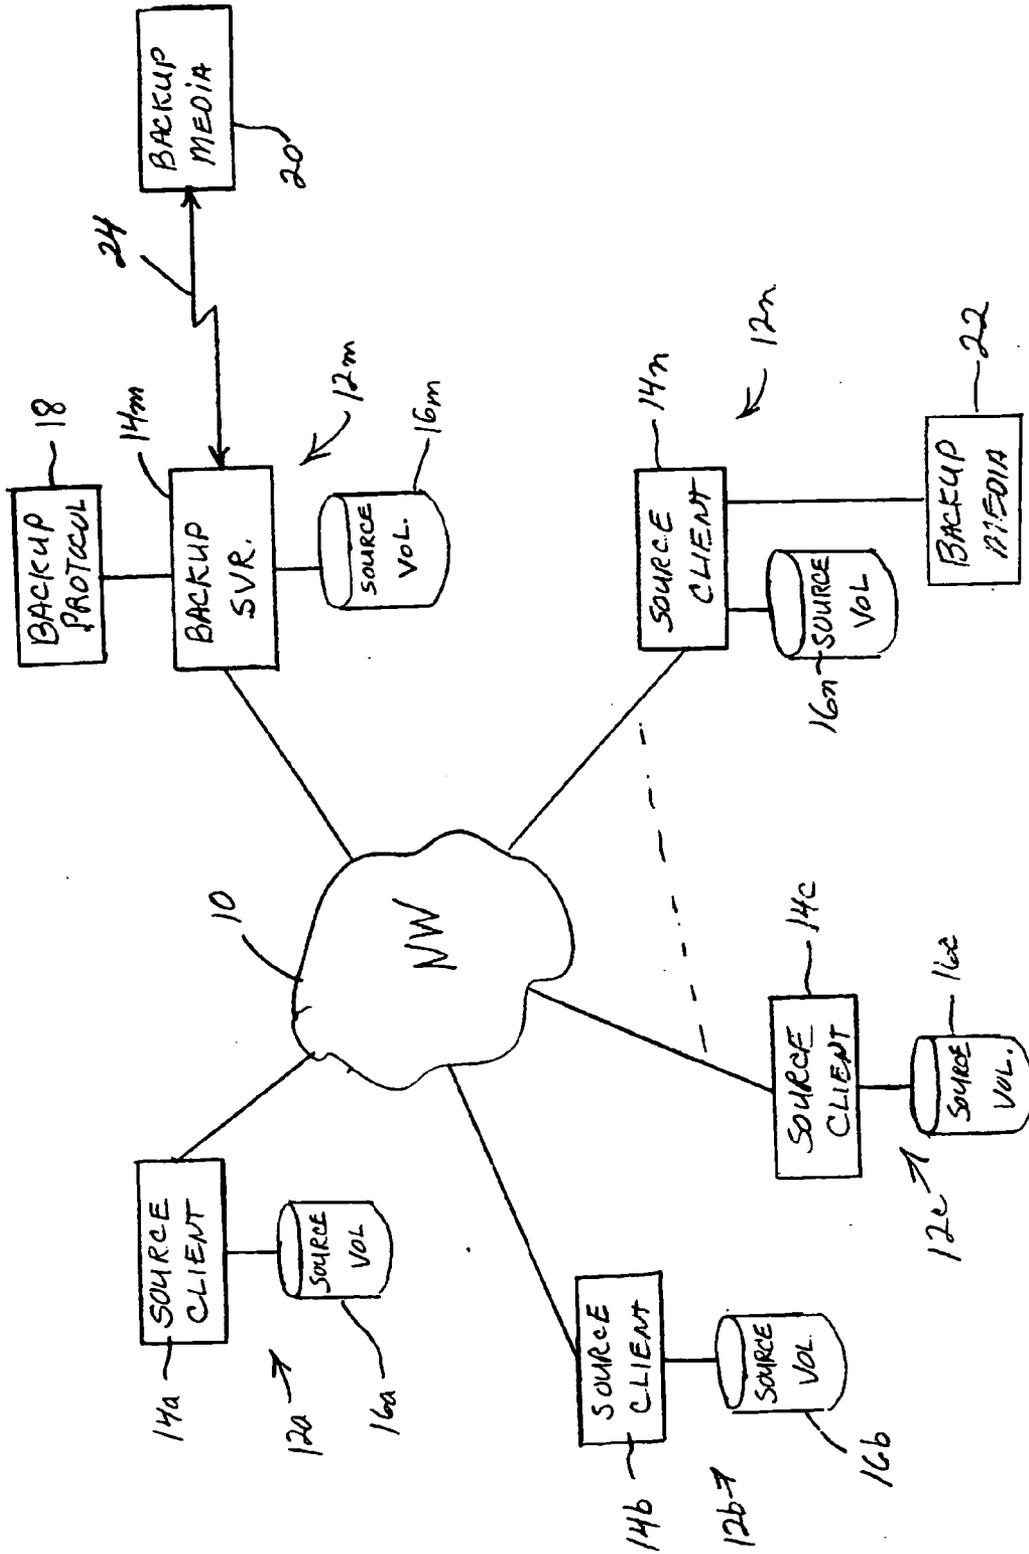 BACKUP
PROTOCOL
18
BACKUP
SVR.
14m
24
BACKUP
MEDIA
20
12m
SOURCE
VOL.
16m
10
NW
14a
SOURCE
CLIENT
12a
SOURCE
VOL
16a
14b
SOURCE
CLIENT
12b
SOURCE
VOL.
16b
SOURCE
CLIENT
14c
12c
SOURCE
VOL.
16c
SOURCE
CLIENT
14n
12n
16n
SOURCE
VOL
BACKUP
MEDIA
22